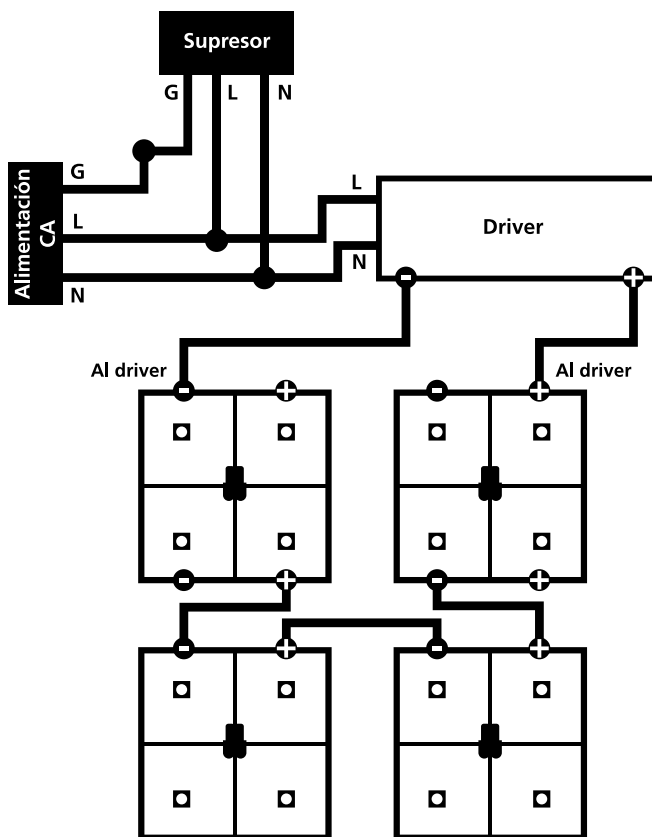 Supresor
G L N
Alimentación
CA
G
L
N
L
N
Driver
Al driver
Al driver